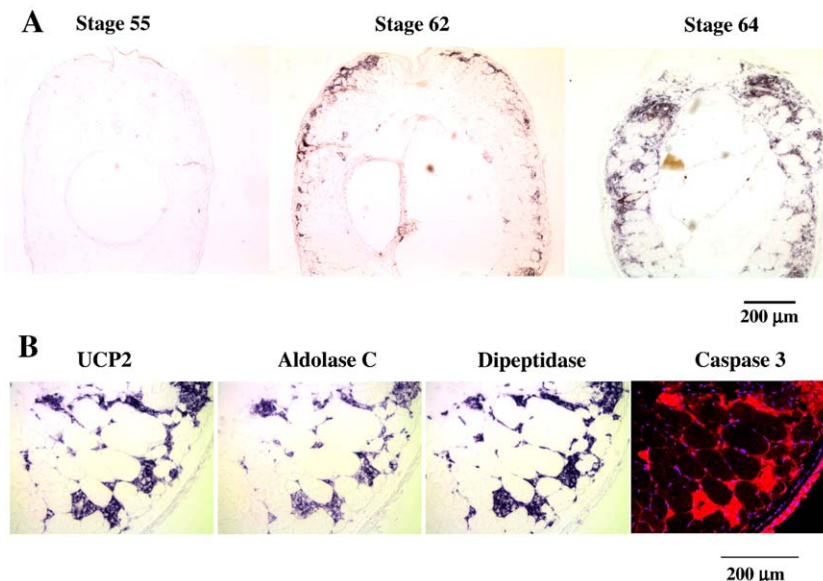 A
Stage 55 Stage 62 Stage 64
200 μm
B
UCP2 Aldolase C Dipeptidase Caspase 3
200 μm